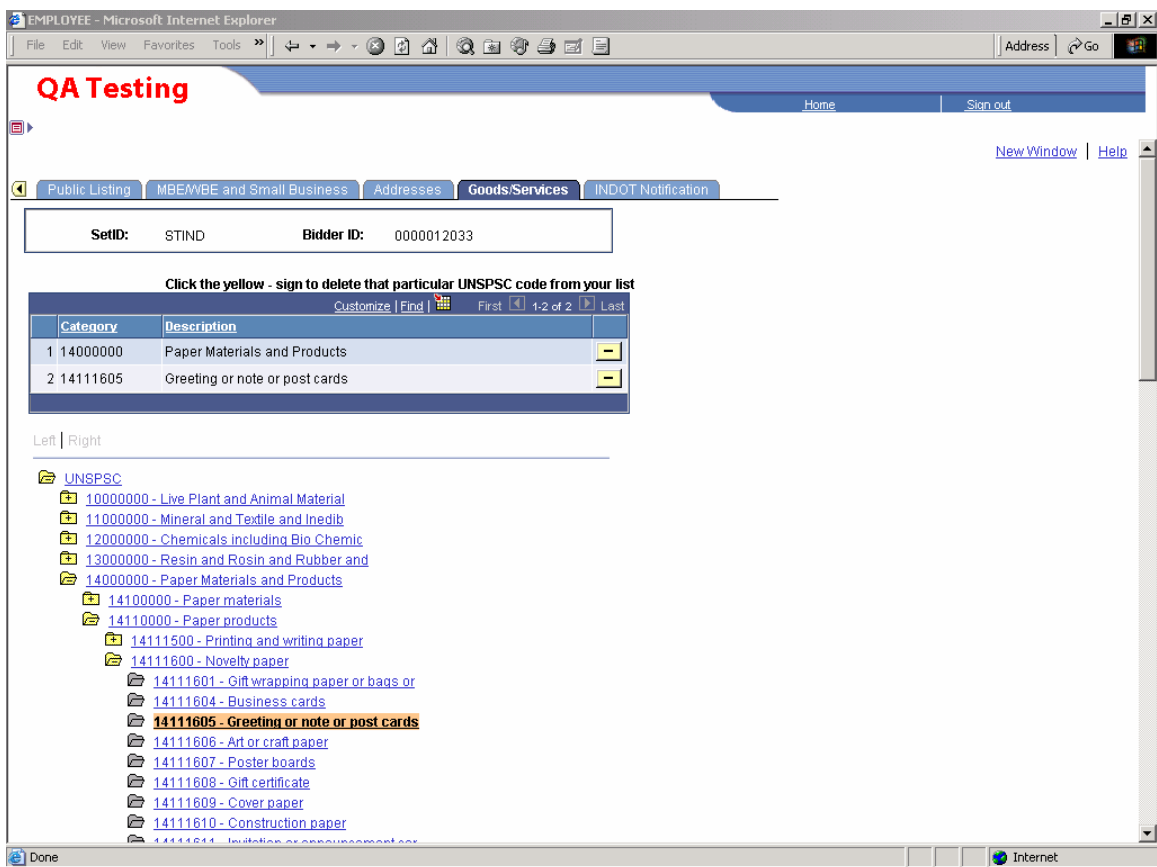 EMPLOYEE - Microsoft Internet Explorer
File Edit View Favorites Tools » Address Go
QA Testing
Home Sign out
New Window | Help
Public Listing MBE/WBE and Small Business Addresses Goods/Services INDOT Notification
SetID: STIND Bidder ID: 0000012033
Click the yellow - sign to delete that particular UNSPSC code from your list
Customize | Find | First 1-2 of 2 Last
Category Description
1 14000000 Paper Materials and Products
2 14111605 Greeting or note or post cards
Left | Right
UNSPSC
10000000 - Live Plant and Animal Material
11000000 - Mineral and Textile and Inedib
12000000 - Chemicals including Bio Chemic
13000000 - Resin and Rosin and Rubber and
14000000 - Paper Materials and Products
14100000 - Paper materials
14110000 - Paper products
14111500 - Printing and writing paper
14111600 - Novelty paper
14111601 - Gift wrapping paper or bags or
14111604 - Business cards
14111605 - Greeting or note or post cards
14111606 - Art or craft paper
14111607 - Poster boards
14111608 - Gift certificate
14111609 - Cover paper
14111610 - Construction paper
14111611 - Invitation or announcement car
Done Internet